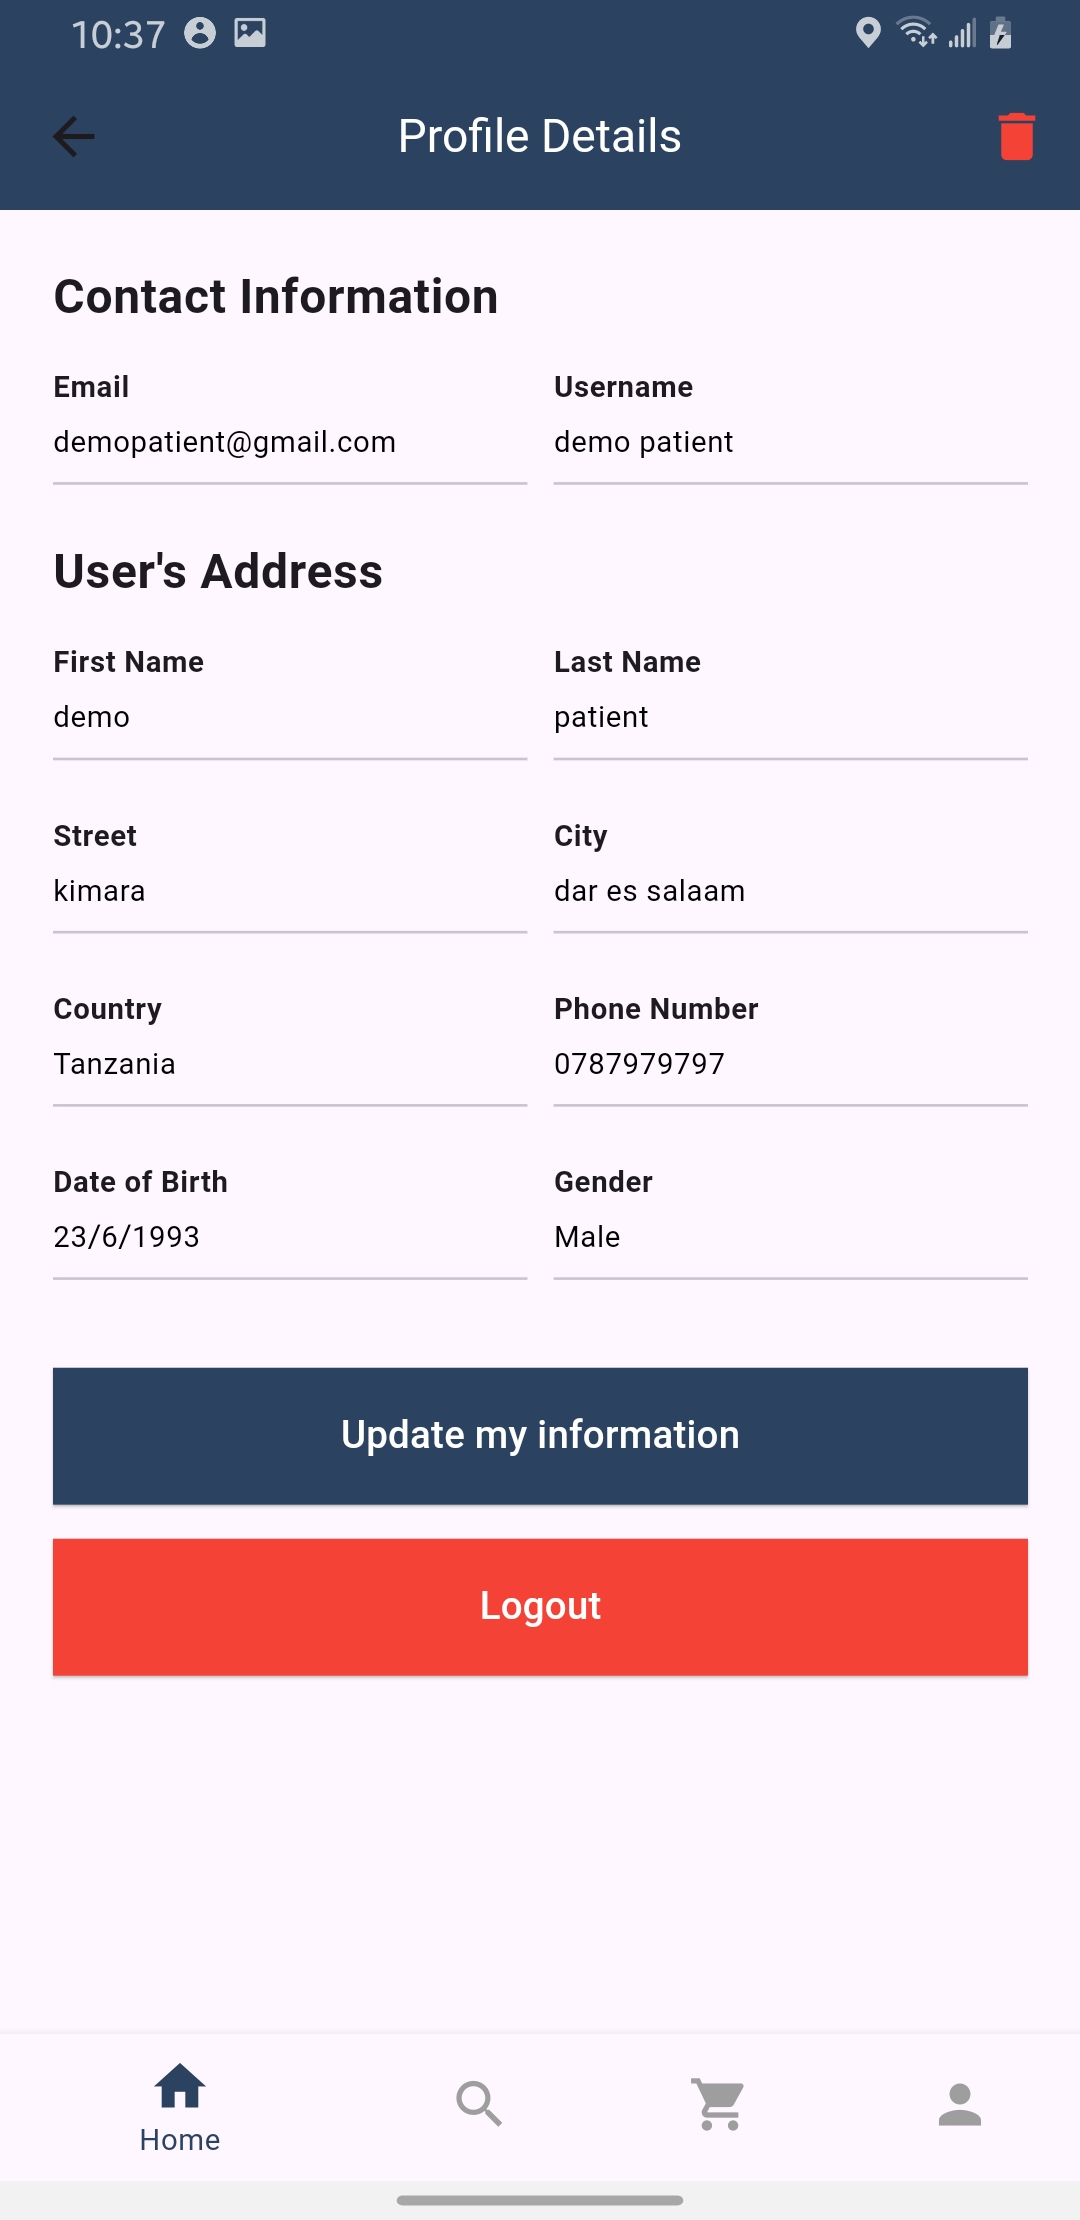 10:37
Profile Details
Contact Information
Email Username
demopatient@gmail.com demo patient
User's Address
First Name Last Name
demo patient
Street City
kimara dar es salaam
Country Phone Number
Tanzania 0787979797
Date of Birth Gender
23/6/1993 Male
Update my information
Logout
Home